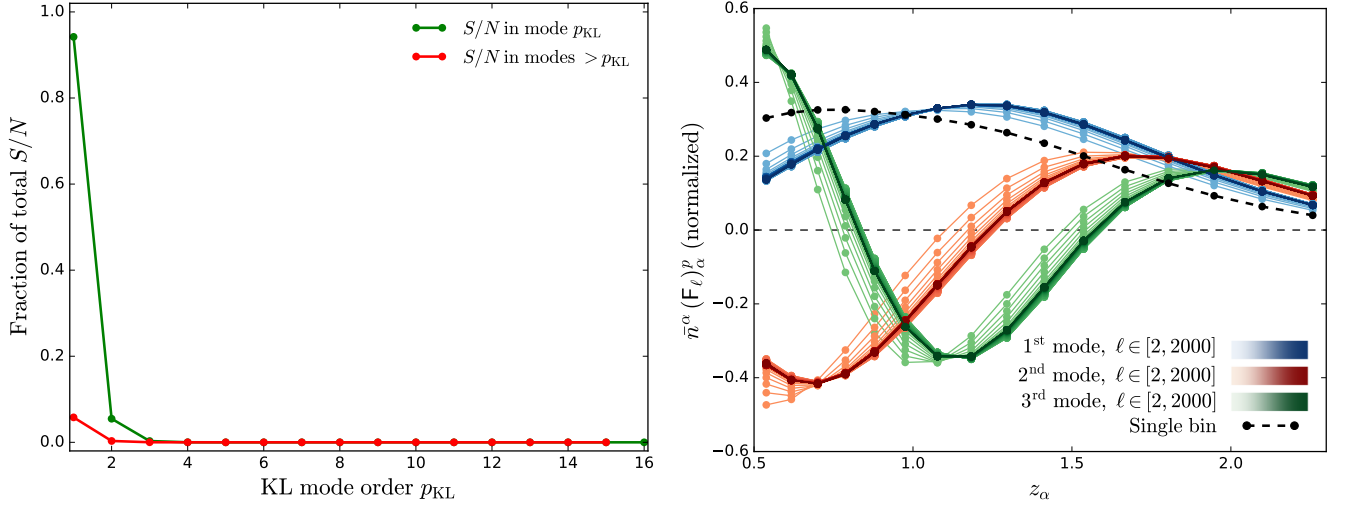 Fraction of total S/N
1.0
0.8
0.6
0.4
0.2
0.0
2 4 6 8 10 12 14 16
KL mode order p_KL
S/N in mode p_KL
S/N in modes > p_KL
n̄^α (F_ℓ)^p_α (normalized)
0.6
0.4
0.2
0.0
−0.2
−0.4
−0.6
0.5 1.0 1.5 2.0
z_α
1st mode, ℓ ∈ [2, 2000]
2nd mode, ℓ ∈ [2, 2000]
3rd mode, ℓ ∈ [2, 2000]
Single bin